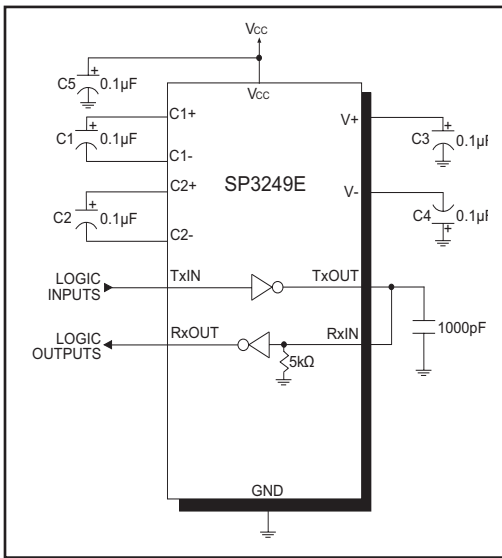 VCC
C5 + 0.1µF
VCC
C1+
V+
C1 + 0.1µF
C3 + 0.1µF
C1-
C2+
SP3249E
V-
C2 + 0.1µF
C4 0.1µF +
C2-
LOGIC
INPUTS
TxIN
TxOUT
LOGIC
OUTPUTS
RxOUT
RxIN
1000pF
5kΩ
GND